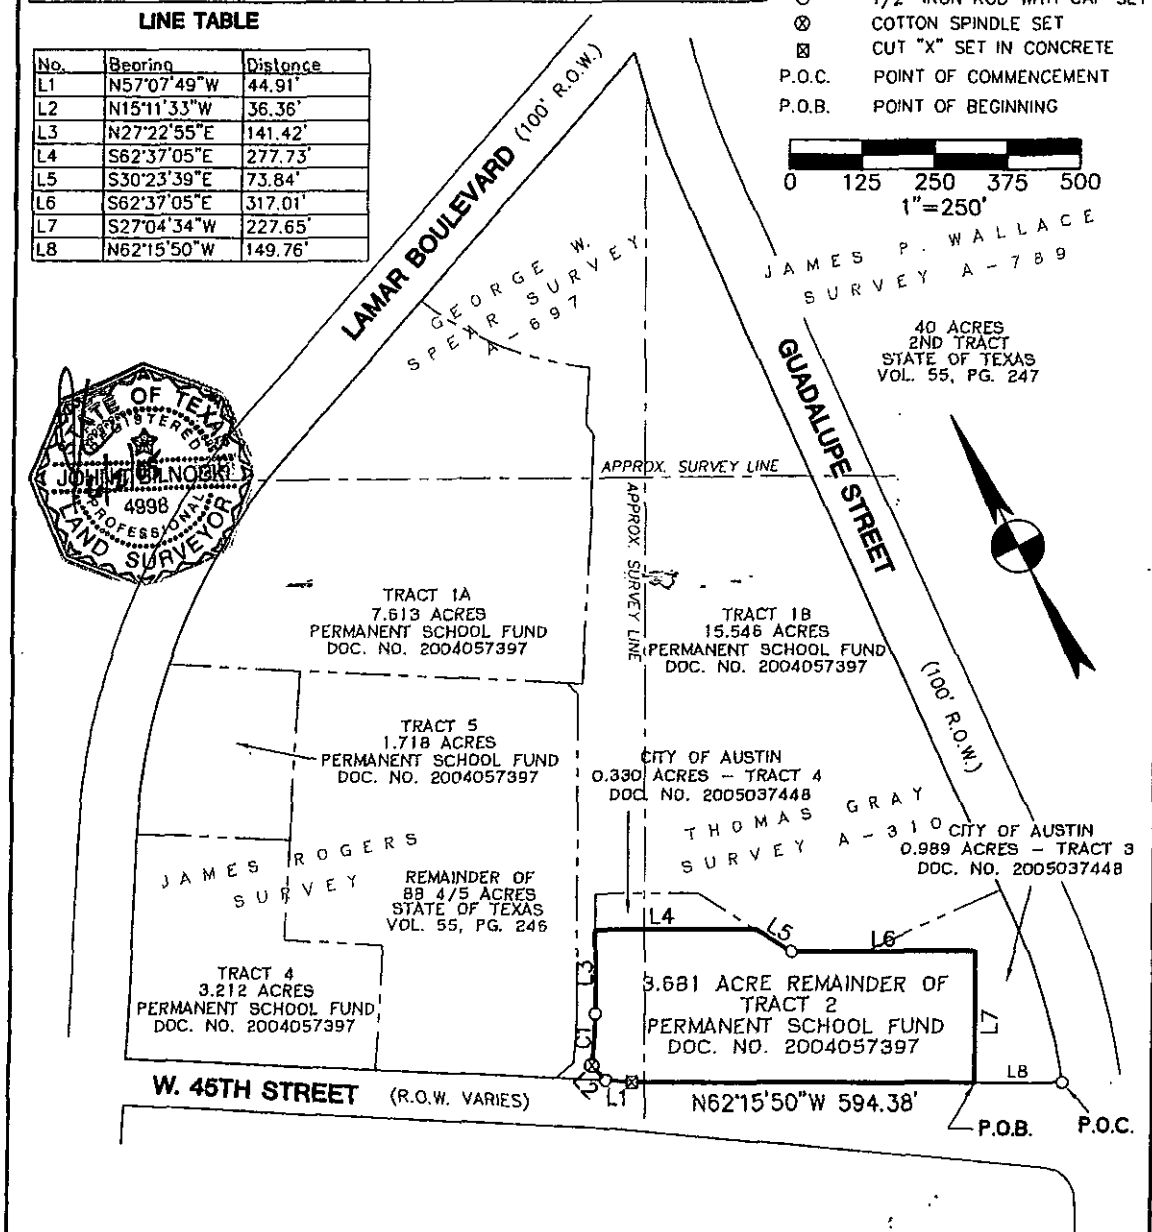 LINE TABLE
No. Bearing Distance
L1 N57°07'49"W 44.91'
L2 N15°11'33"W 36.36'
L3 N27°22'55"E 141.42'
L4 S62°37'05"E 277.73'
L5 S30°23'39"E 73.84'
L6 S62°37'05"E 317.01'
L7 S27°04'34"W 227.65'
L8 N62°15'50"W 149.76'
1/2" IRON ROD WITH CAP SET
COTTON SPINDLE SET
CUT "X" SET IN CONCRETE
P.O.C. POINT OF COMMENCEMENT
P.O.B. POINT OF BEGINNING
0 125 250 375 500
1"=250'
LAMAR BOULEVARD (100' R.O.W.)
GEORGE W.
SPEAR SURVEY
A-697
JAMES P. WALLACE
SURVEY A-789
40 ACRES
2ND TRACT
STATE OF TEXAS
VOL. 55, PG. 247
GUADALUPE STREET
(100' R.O.W.)
STATE OF TEXAS
REGISTERED
4998
PROFESSIONAL
LAND SURVEYOR
APPROX. SURVEY LINE
APPROX. SURVEY LINE
TRACT 1A
7.613 ACRES
PERMANENT SCHOOL FUND
DOC. NO. 2004057397
TRACT 1B
15.546 ACRES
PERMANENT SCHOOL FUND
DOC. NO. 2004057397
TRACT 5
1.718 ACRES
PERMANENT SCHOOL FUND
DOC. NO. 2004057397
CITY OF AUSTIN
0.330 ACRES - TRACT 4
DOC. NO. 2005037448
THOMAS GRAY
SURVEY A-310
CITY OF AUSTIN
0.989 ACRES - TRACT 3
DOC. NO. 2005037448
JAMES ROGERS
SURVEY
REMAINDER OF
88 4/5 ACRES
STATE OF TEXAS
VOL. 55, PG. 246
TRACT 4
3.212 ACRES
PERMANENT SCHOOL FUND
DOC. NO. 2004057397
L4
L5
L6
L3
C1
L7
3.681 ACRE REMAINDER OF
TRACT 2
PERMANENT SCHOOL FUND
DOC. NO. 2004057397
L2
L1
L8
W. 45TH STREET (R.O.W. VARIES)
N62°15'50"W 594.38'
P.O.B.
P.O.C.